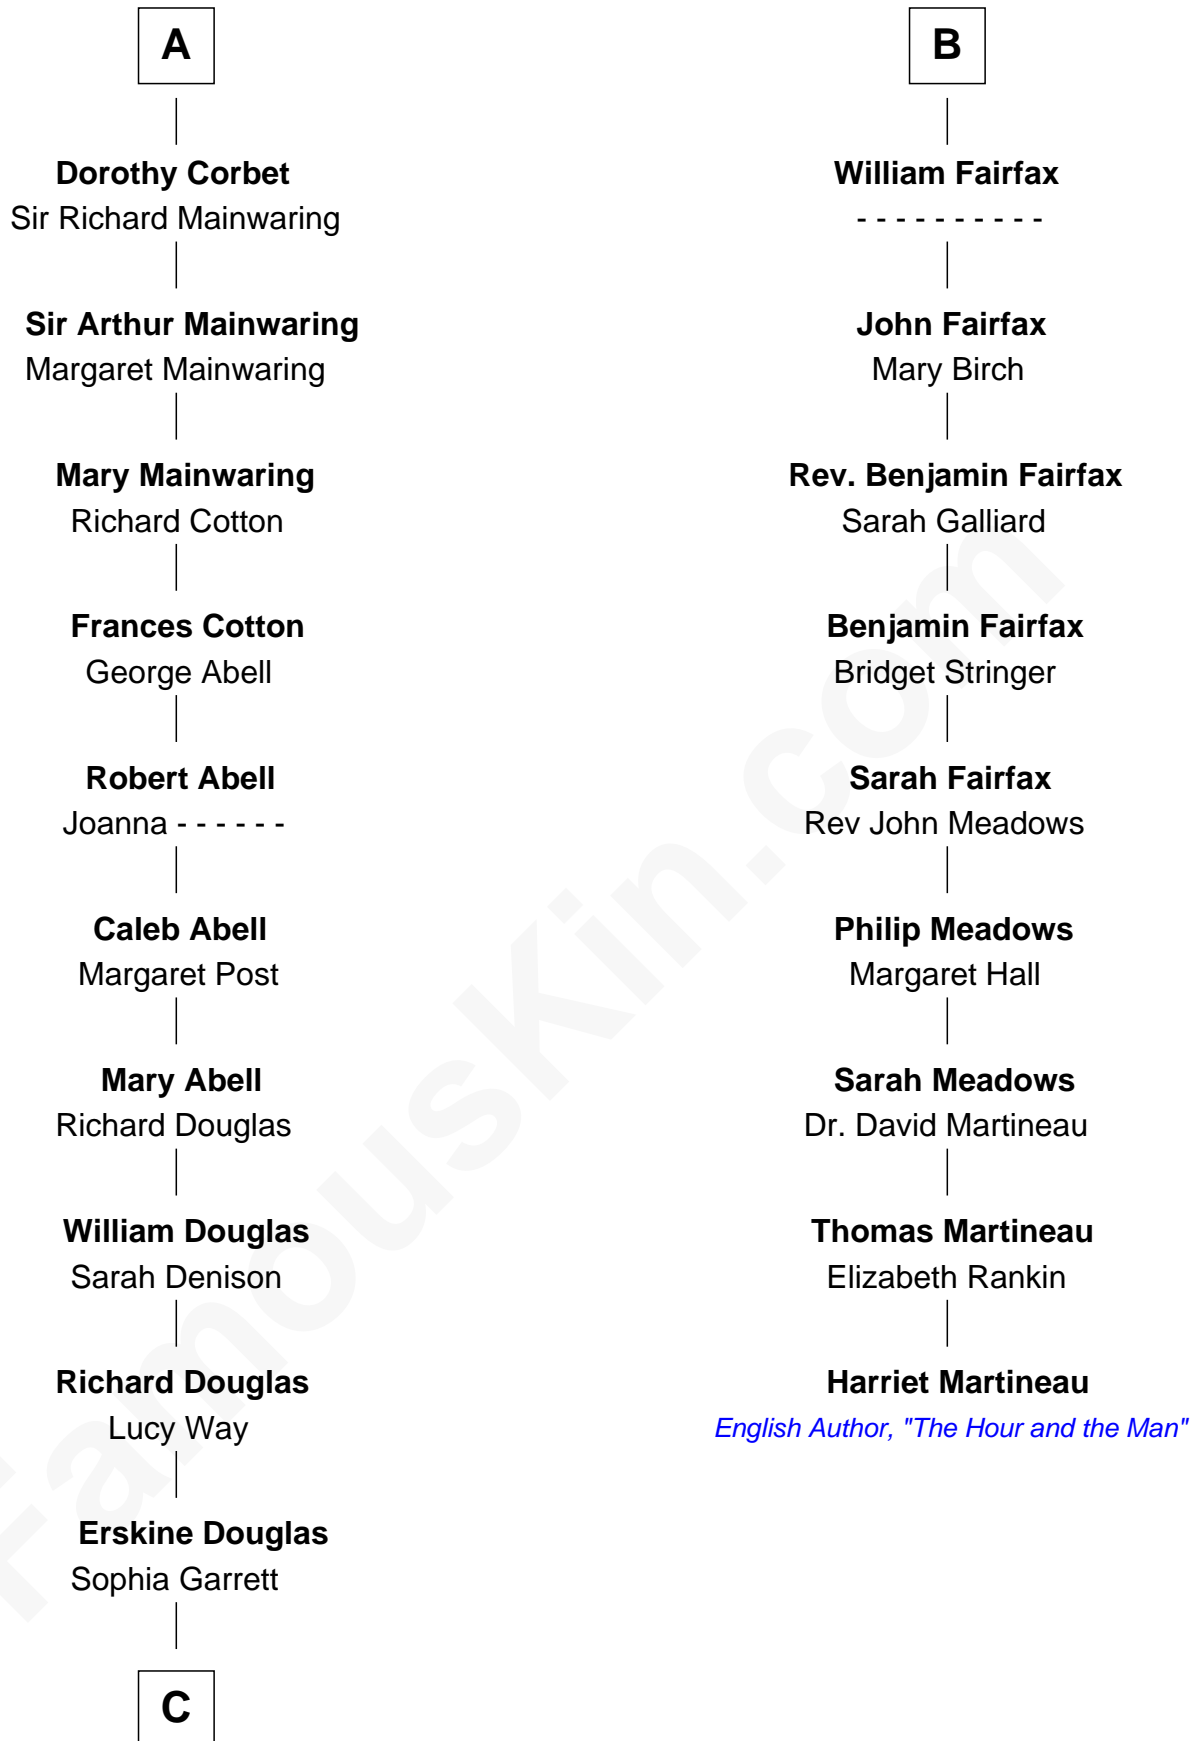 A
Dorothy Corbet
Sir Richard Mainwaring
Sir Arthur Mainwaring
Margaret Mainwaring
Mary Mainwaring
Richard Cotton
Frances Cotton
George Abell
Robert Abell
Joanna - - - - - -
Caleb Abell
Margaret Post
Mary Abell
Richard Douglas
William Douglas
Sarah Denison
Richard Douglas
Lucy Way
Erskine Douglas
Sophia Garrett
C
B
William Fairfax
- - - - - - - - - -
John Fairfax
Mary Birch
Rev. Benjamin Fairfax
Sarah Galliard
Benjamin Fairfax
Bridget Stringer
Sarah Fairfax
Rev John Meadows
Philip Meadows
Margaret Hall
Sarah Meadows
Dr. David Martineau
Thomas Martineau
Elizabeth Rankin
Harriet Martineau
English Author, "The Hour and the Man"
FamousKin.com